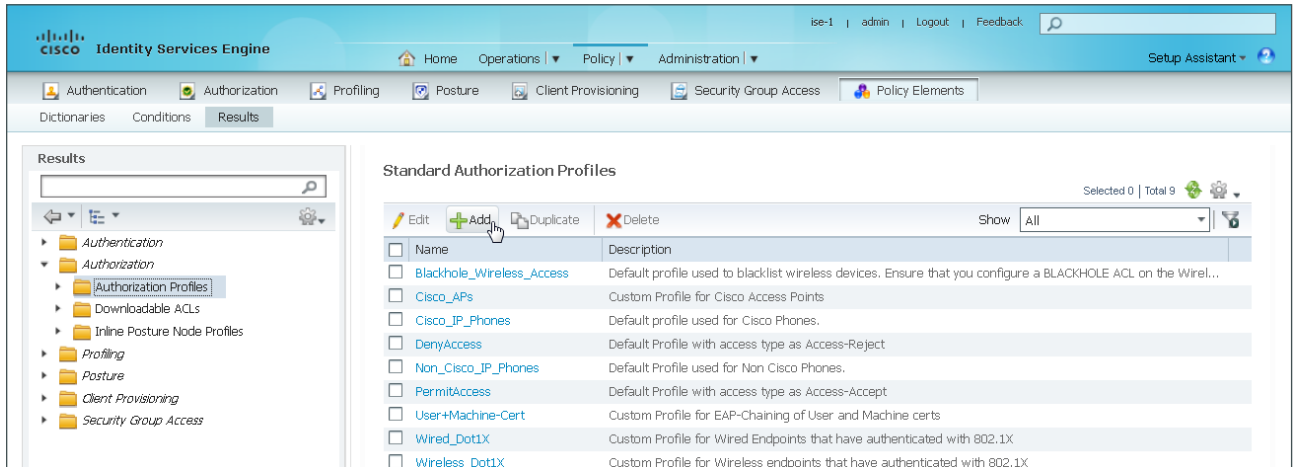 ise-1 | admin | Logout | Feedback
CISCO Identity Services Engine
Home Operations | Policy | Administration | Setup Assistant
Authentication Authorization Profiling Posture Client Provisioning Security Group Access Policy Elements
Dictionaries Conditions Results
Results
Authentication
Authorization
Authorization Profiles
Downloadable ACLs
Inline Posture Node Profiles
Profiling
Posture
Client Provisioning
Security Group Access
Standard Authorization Profiles
Selected 0 | Total 9
Edit Add Duplicate Delete Show All
Name Description
Blackhole_Wireless_Access Default profile used to blacklist wireless devices. Ensure that you configure a BLACKHOLE ACL on the Wirel...
Cisco_APs Custom Profile for Cisco Access Points
Cisco_IP_Phones Default profile used for Cisco Phones.
DenyAccess Default Profile with access type as Access-Reject
Non_Cisco_IP_Phones Default Profile used for Non Cisco Phones.
PermitAccess Default Profile with access type as Access-Accept
User+Machine-Cert Custom Profile for EAP-Chaining of User and Machine certs
Wired_Dot1X Custom Profile for Wired Endpoints that have authenticated with 802.1X
Wireless_Dot1X Custom Profile for Wireless endpoints that have authenticated with 802.1X